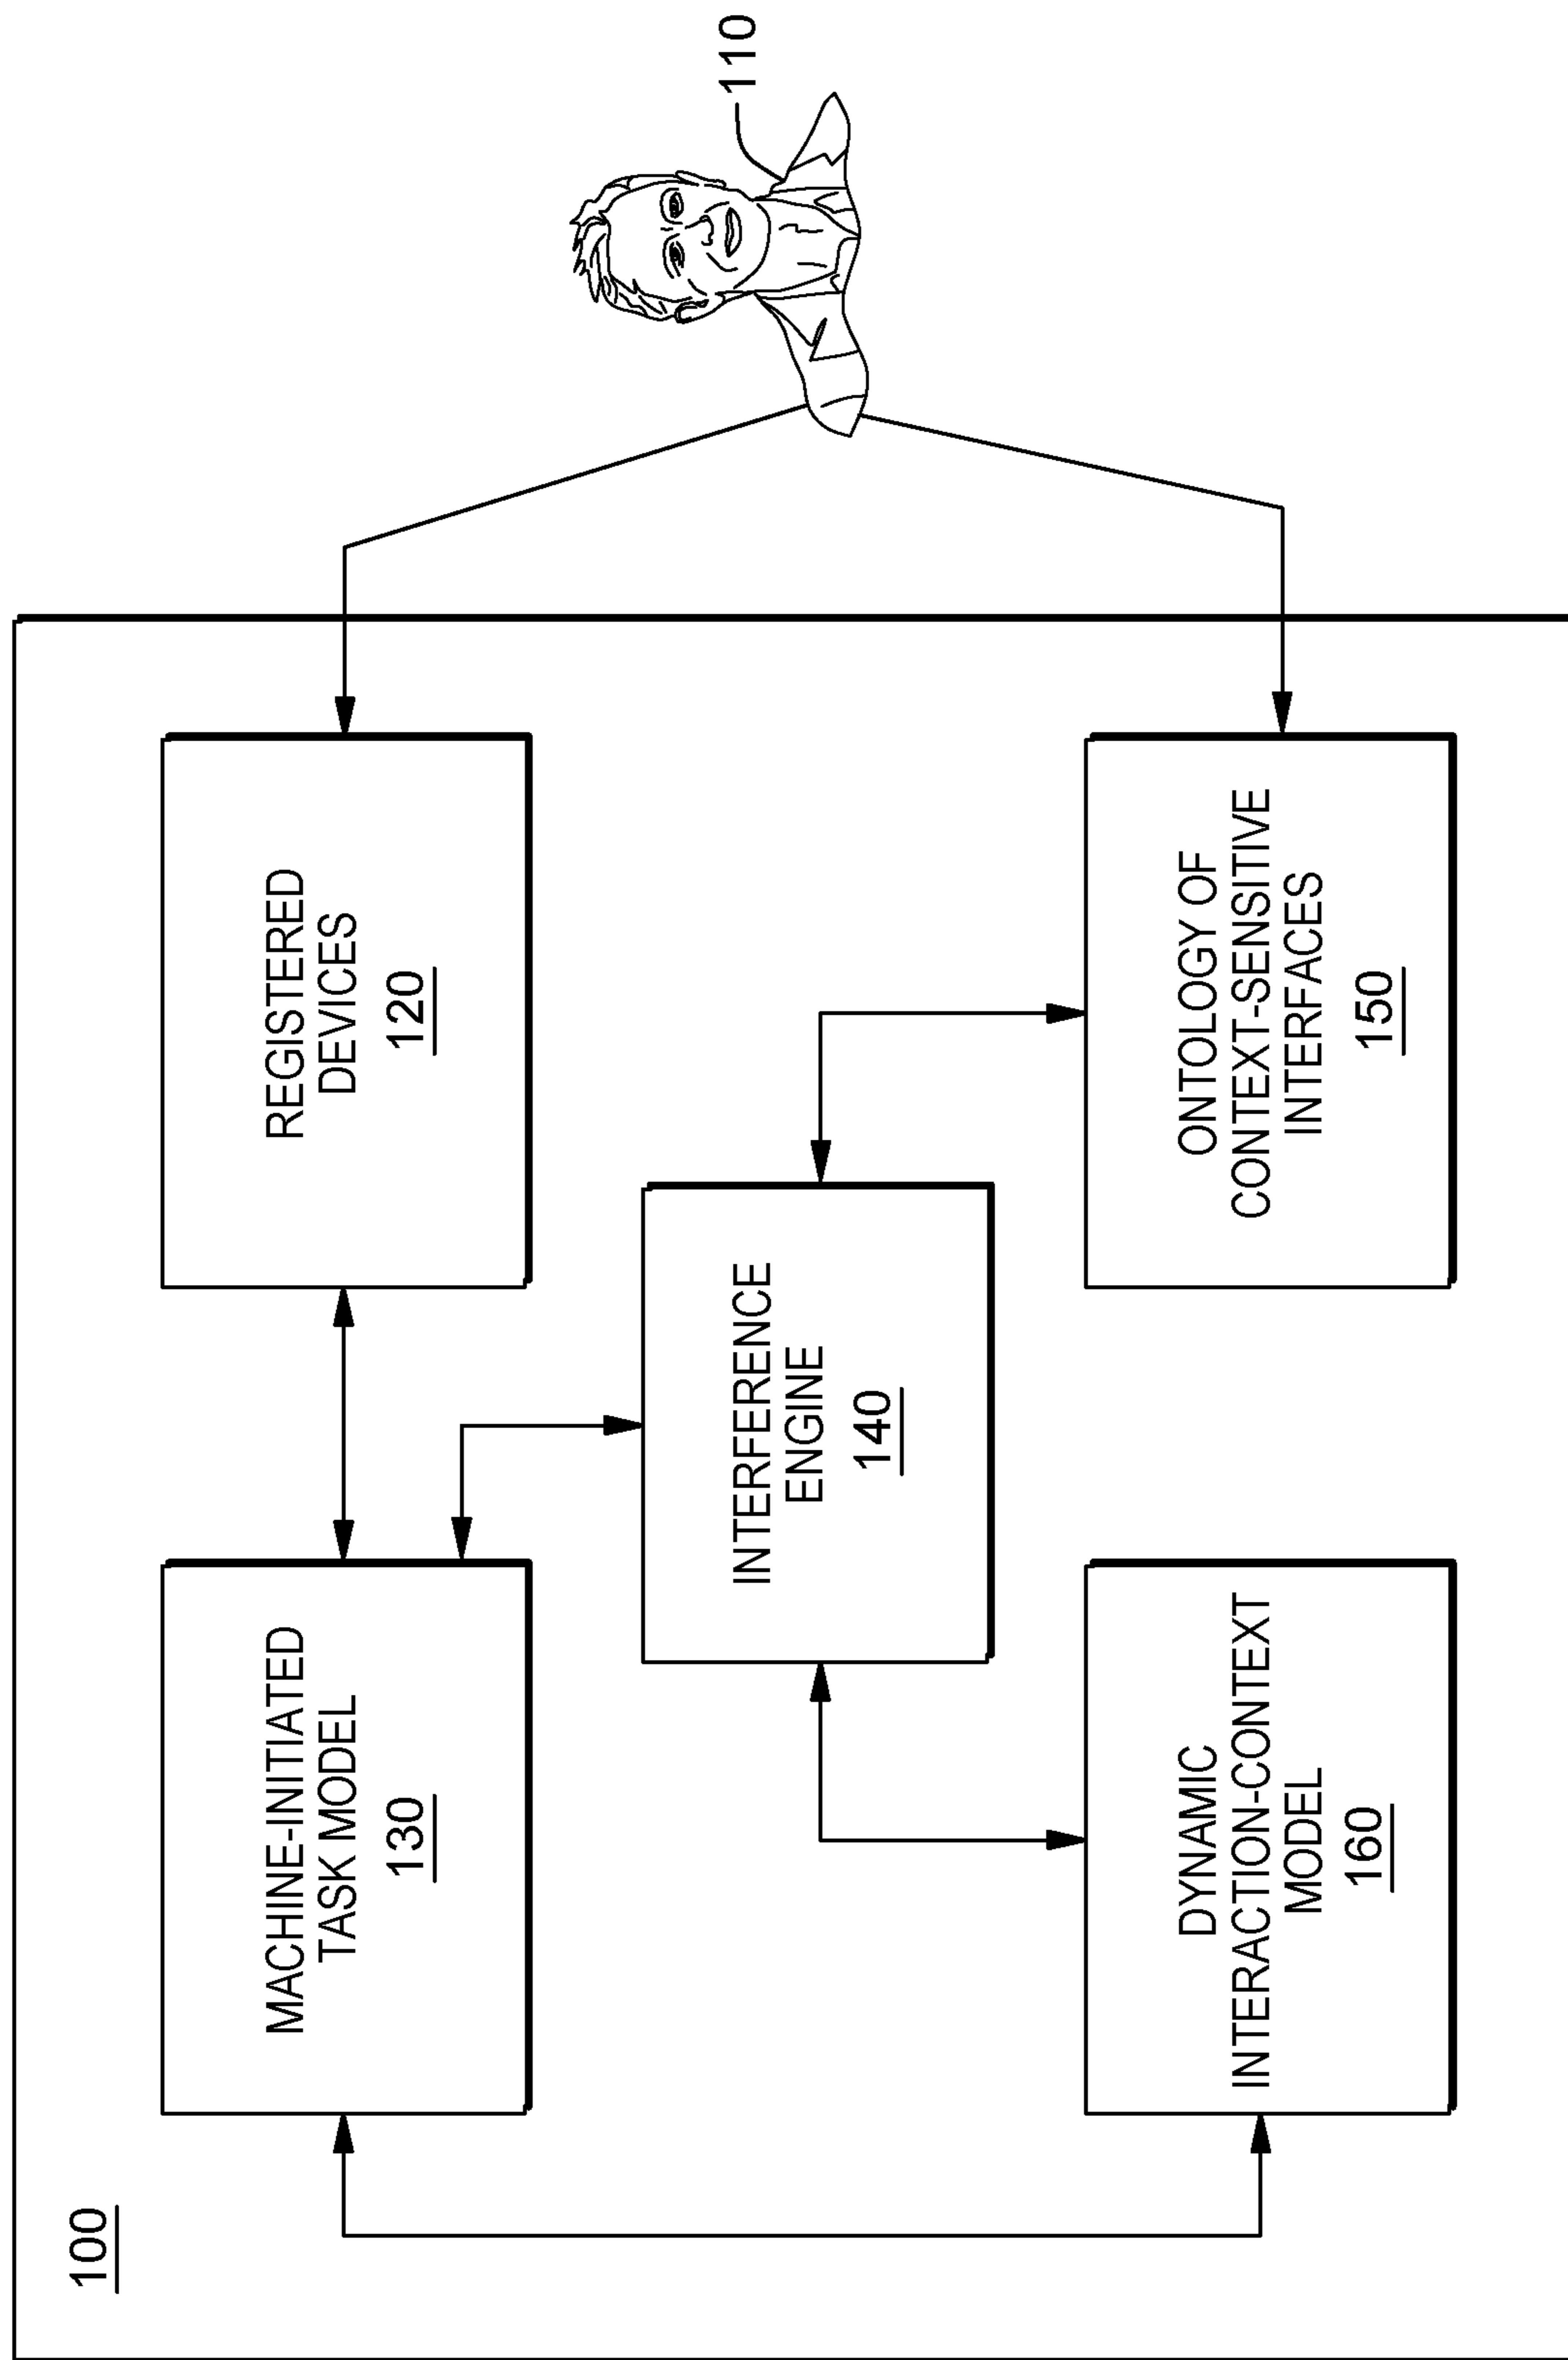 100
MACHINE-INITIATED
TASK MODEL
130
REGISTERED
DEVICES
120
INTERFERENCE
ENGINE
140
110
DYNAMIC
INTERACTION-CONTEXT
MODEL
160
ONTOLOGY OF
CONTEXT-SENSITIVE
INTERFACES
150